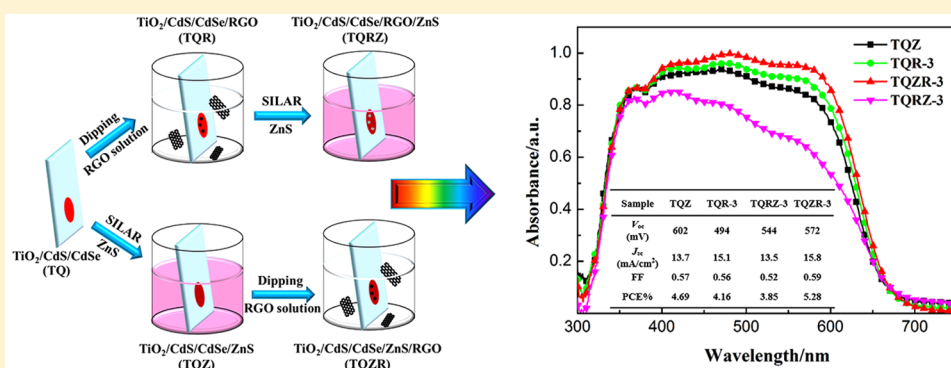 TiO₂/CdS/CdSe/RGO
(TQR)
TiO₂/CdS/CdSe/RGO/ZnS
(TQRZ)
Dipping
RGO solution
SILAR
ZnS
TiO₂/CdS/CdSe
(TQ)
SILAR
ZnS
Dipping
RGO solution
TiO₂/CdS/CdSe/ZnS
(TQZ)
TiO₂/CdS/CdSe/ZnS/RGO
(TQZR)
Absorbance/a.u.
1.0
0.8
0.6
0.4
0.2
TQZ
TQR-3
TQZR-3
TQRZ-3
Sample TQZ TQR-3 TQRZ-3 TQZR-3
Voc (mV) 602 494 544 572
Jsc (mA/cm²) 13.7 15.1 13.5 15.8
FF 0.57 0.56 0.52 0.59
PCE% 4.69 4.16 3.85 5.28
300 400 500 600 700
Wavelength/nm